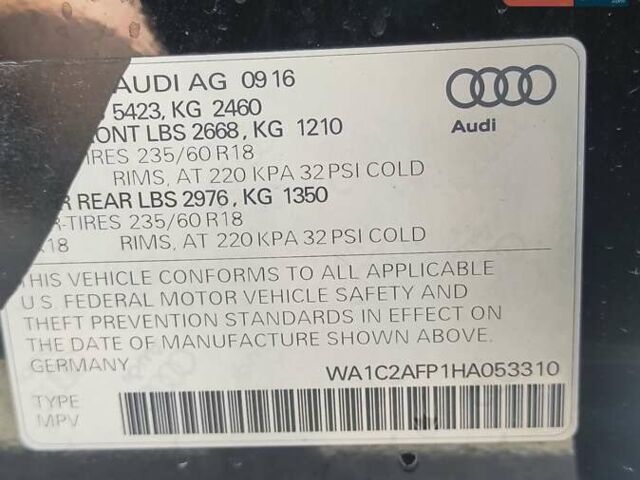 AUDI AG 09 16
5423, KG 2460
ONT LBS 2668, KG 1210
TIRES 235/60 R18
RIMS, AT 220 KPA 32 PSI COLD
R REAR LBS 2976, KG 1350
R-TIRES 235/60 R18
R18 RIMS, AT 220 KPA 32 PSI COLD
Audi
THIS VEHICLE CONFORMS TO ALL APPLICABLE
U.S. FEDERAL MOTOR VEHICLE SAFETY AND
THEFT PREVENTION STANDARDS IN EFFECT ON
THE DATE OF MANUFACTURE SHOWN ABOVE.
GERMANY WA1C2AFP1HA053310
TYPE
MPV